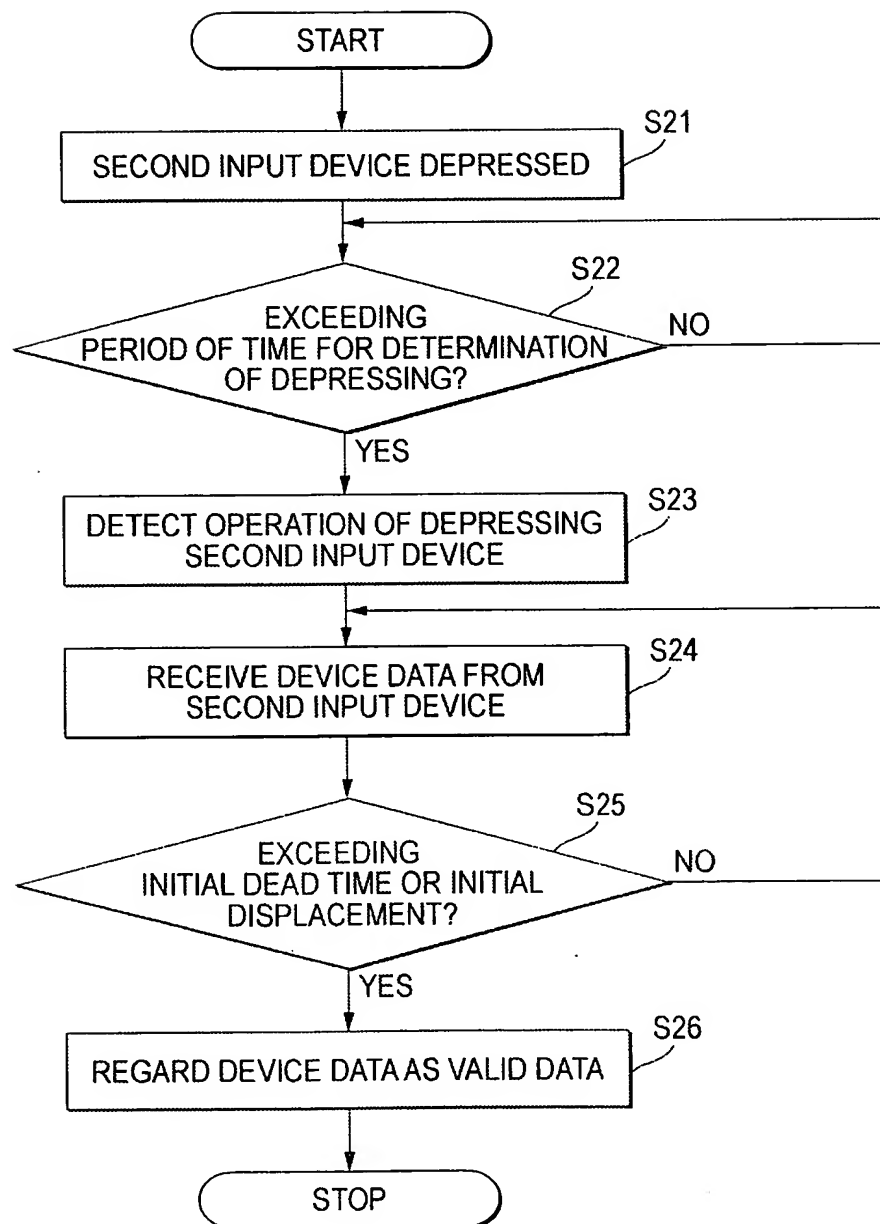 START
S21
SECOND INPUT DEVICE DEPRESSED
S22
EXCEEDING
PERIOD OF TIME FOR DETERMINATION
OF DEPRESSING?
NO
YES
S23
DETECT OPERATION OF DEPRESSING
SECOND INPUT DEVICE
S24
RECEIVE DEVICE DATA FROM
SECOND INPUT DEVICE
S25
EXCEEDING
INITIAL DEAD TIME OR INITIAL
DISPLACEMENT?
NO
YES
S26
REGARD DEVICE DATA AS VALID DATA
STOP